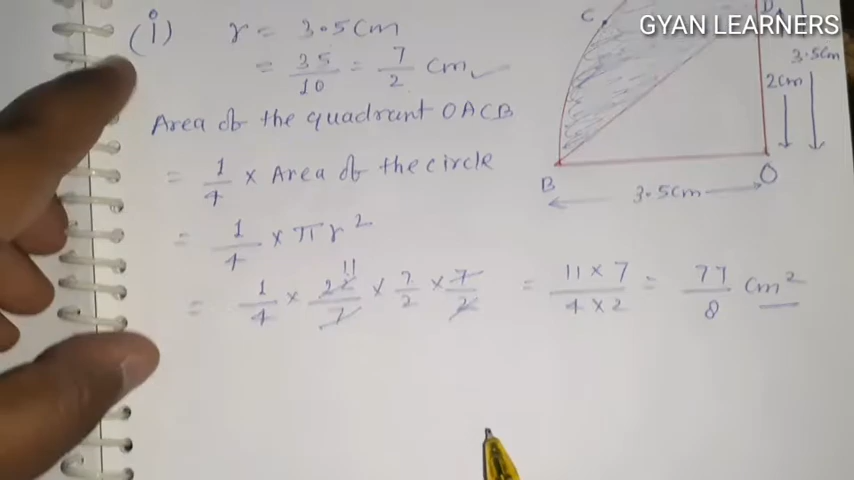 GYAN LEARNERS
(i) r = 3.5cm
= 35/10 = 7/2 cm
Area of the quadrant OACB
= 1/4 × Area of the circle
= 1/4 × πr²
= 1/4 × 22/7 × 7/2 × 7/2 = 11 × 7 / 4 × 2 = 77/8 cm²
11
C
D
3.5cm
2cm
B
O
3.5cm